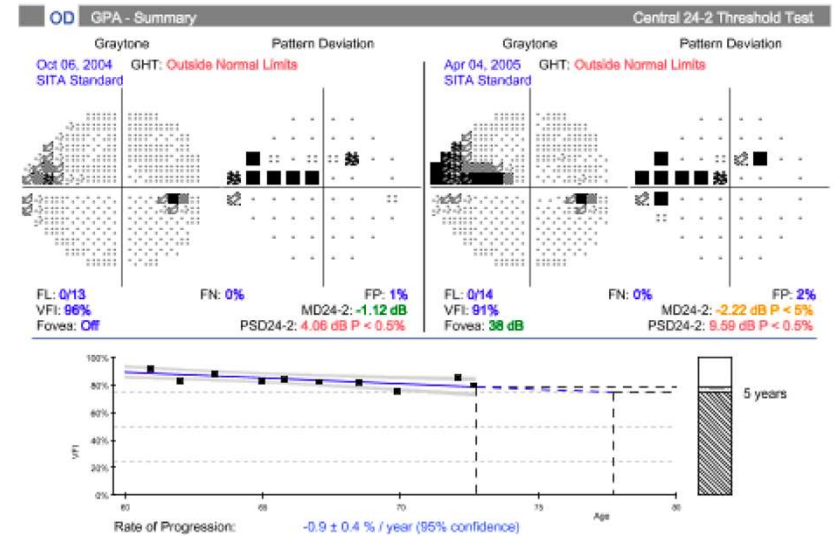 OD GPA - Summary Central 24-2 Threshold Test
Graytone Pattern Deviation Graytone Pattern Deviation
Oct 06, 2004 GHT: Outside Normal Limits Apr 04, 2005 GHT: Outside Normal Limits
SITA Standard SITA Standard
FL: 0/13 FN: 0% FP: 1% FL: 0/14 FN: 0% FP: 2%
VFI: 96% MD24-2: -1.12 dB VFI: 91% MD24-2: -2.22 dB P < 5%
Fovea: Off PSD24-2: 4.06 dB P < 0.5% Fovea: 38 dB PSD24-2: 9.59 dB P < 0.5%
100%
80%
60%
40%
20%
0%
VFI
60 65 70 75 80
Age
5 years
Rate of Progression: -0.9 ± 0.4 % / year (95% confidence)